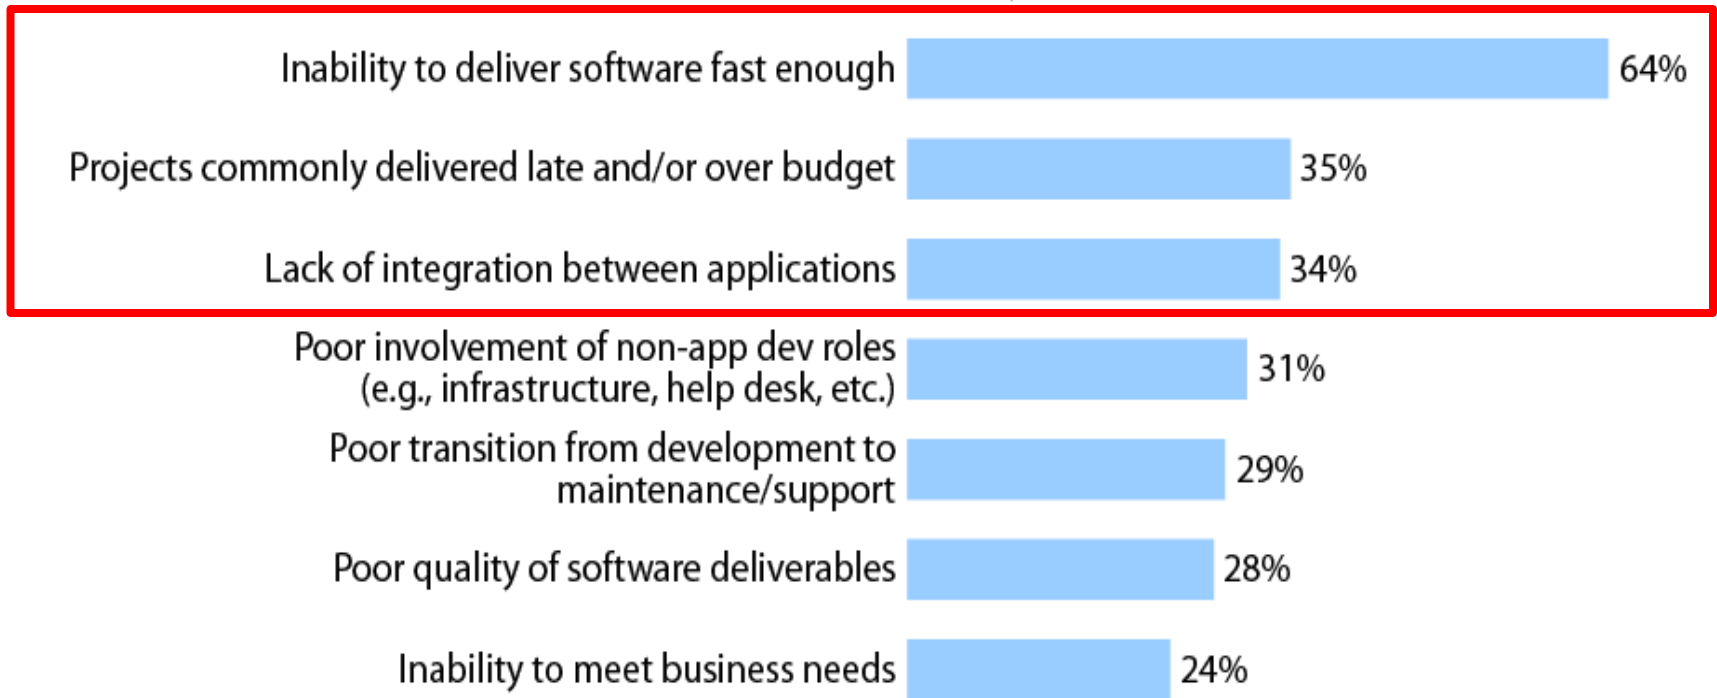 Inability to deliver software fast enough 64%
Projects commonly delivered late and/or over budget 35%
Lack of integration between applications 34%
Poor involvement of non-app dev roles
(e.g., infrastructure, help desk, etc.) 31%
Poor transition from development to
maintenance/support 29%
Poor quality of software deliverables 28%
Inability to meet business needs 24%